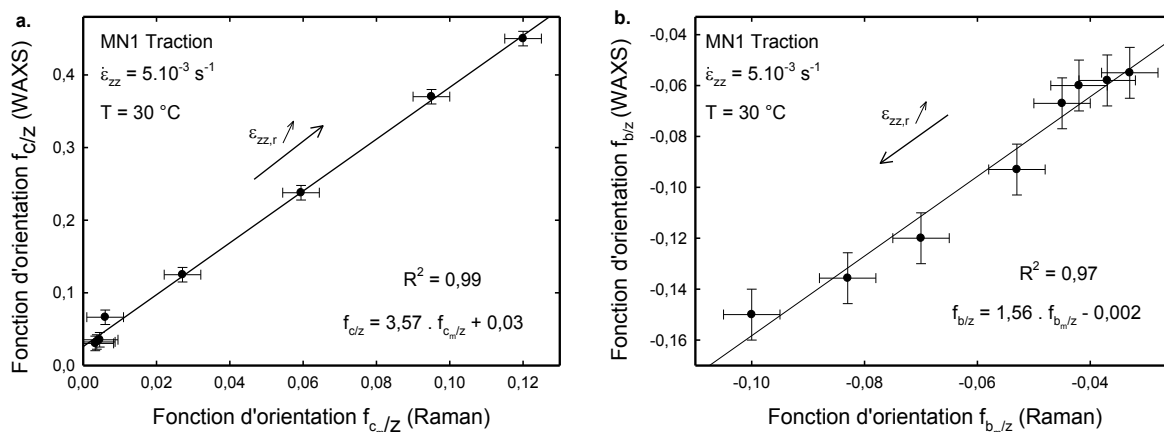 a.
MN1 Traction
ε̇zz = 5.10⁻³ s⁻¹
T = 30 °C
εzz,r
R² = 0,99
fc/z = 3,57 . fcm/z + 0,03
0,4
0,3
0,2
0,1
0,0
0,00 0,02 0,04 0,06 0,08 0,10 0,12
Fonction d'orientation fc/z (WAXS)
Fonction d'orientation fcm/z (Raman)
b.
MN1 Traction
ε̇zz = 5.10⁻³ s⁻¹
T = 30 °C
εzz,r
R² = 0,97
fb/z = 1,56 . fbm/z - 0,002
-0,04
-0,06
-0,08
-0,10
-0,12
-0,14
-0,16
-0,10 -0,08 -0,06 -0,04
Fonction d'orientation fb/z (WAXS)
Fonction d'orientation fbm/z (Raman)